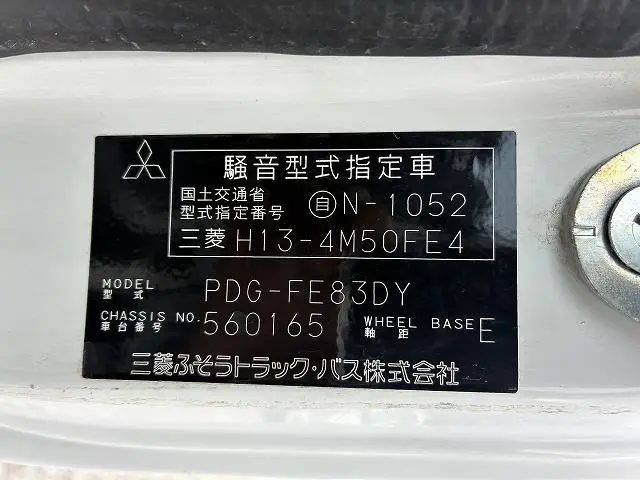 騒音型式指定車
国土交通省
型式指定番号 自N-1052
三菱 H13-4M50FE4
MODEL
型式 PDG-FE83DY
CHASSIS NO.
車台番号 560165 WHEEL BASE
軸距 E
三菱ふそうトラック・バス株式会社